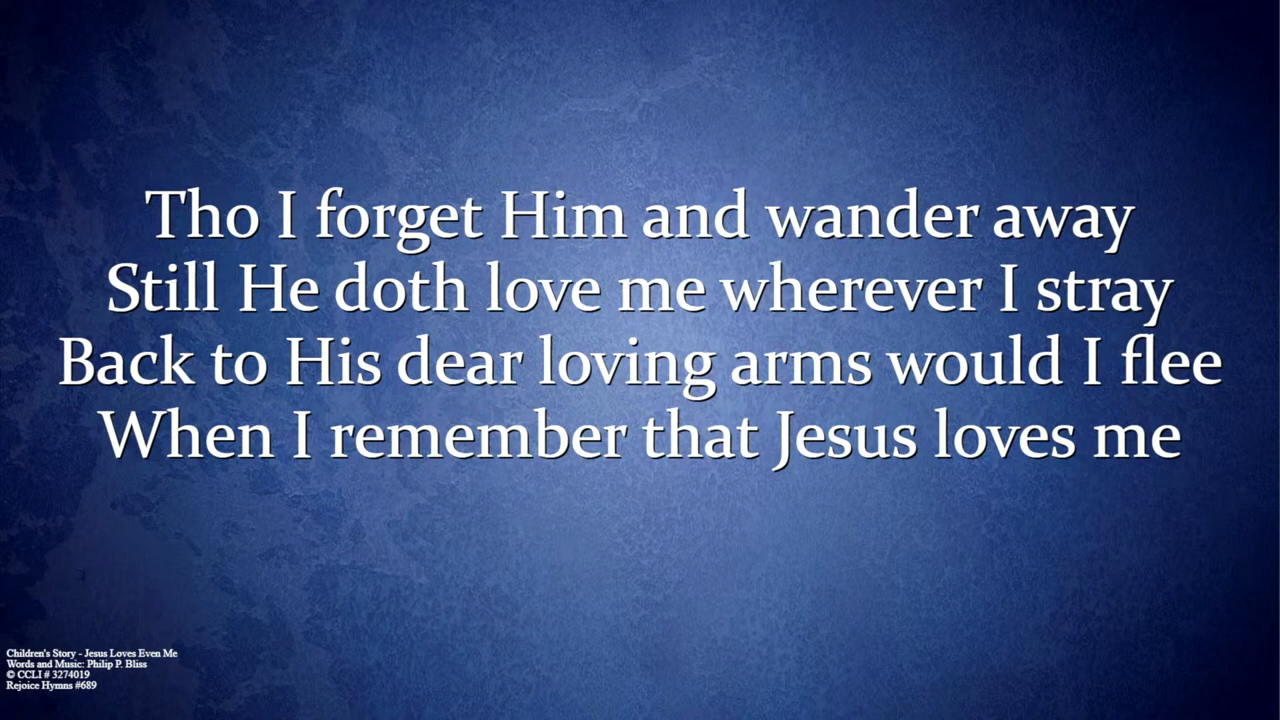 Tho I forget Him and wander away
Still He doth love me wherever I stray
Back to His dear loving arms would I flee
When I remember that Jesus loves me
Children's Story - Jesus Loves Even Me
Words and Music: Philip P. Bliss
© CCLI # 3274019
Rejoice Hymns #689